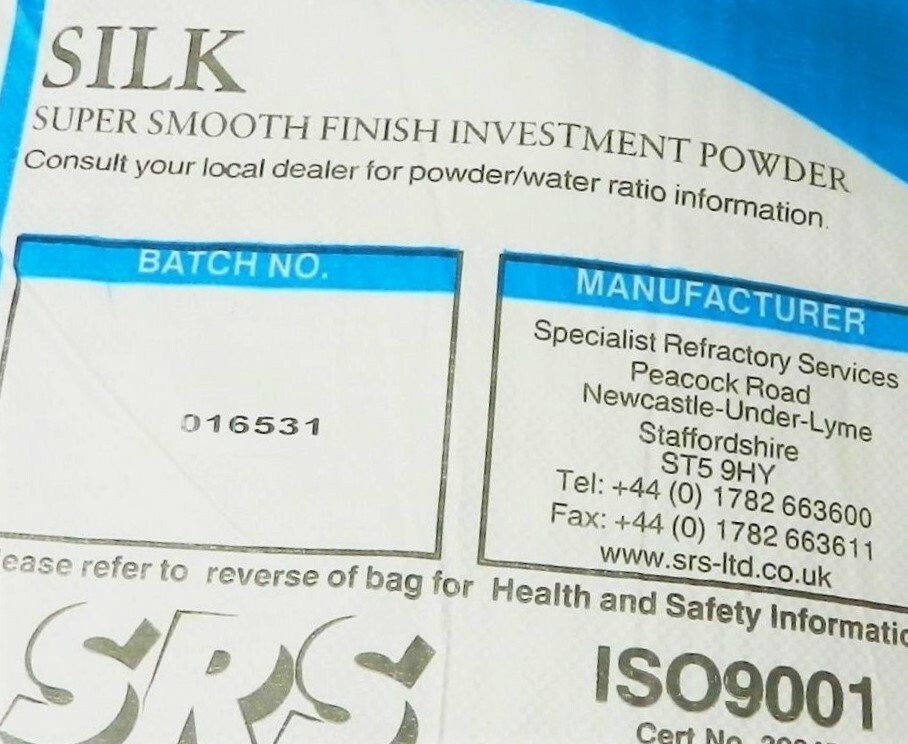 SILK
SUPER SMOOTH FINISH INVESTMENT POWDER
Consult your local dealer for powder/water ratio information.
BATCH NO.
016531
MANUFACTURER
Specialist Refractory Services
Peacock Road
Newcastle-Under-Lyme
Staffordshire
ST5 9HY
Tel: +44 (0) 1782 663600
Fax: +44 (0) 1782 663611
www.srs-ltd.co.uk
ease refer to reverse of bag for Health and Safety Informatio
SRS
ISO9001
Cert No